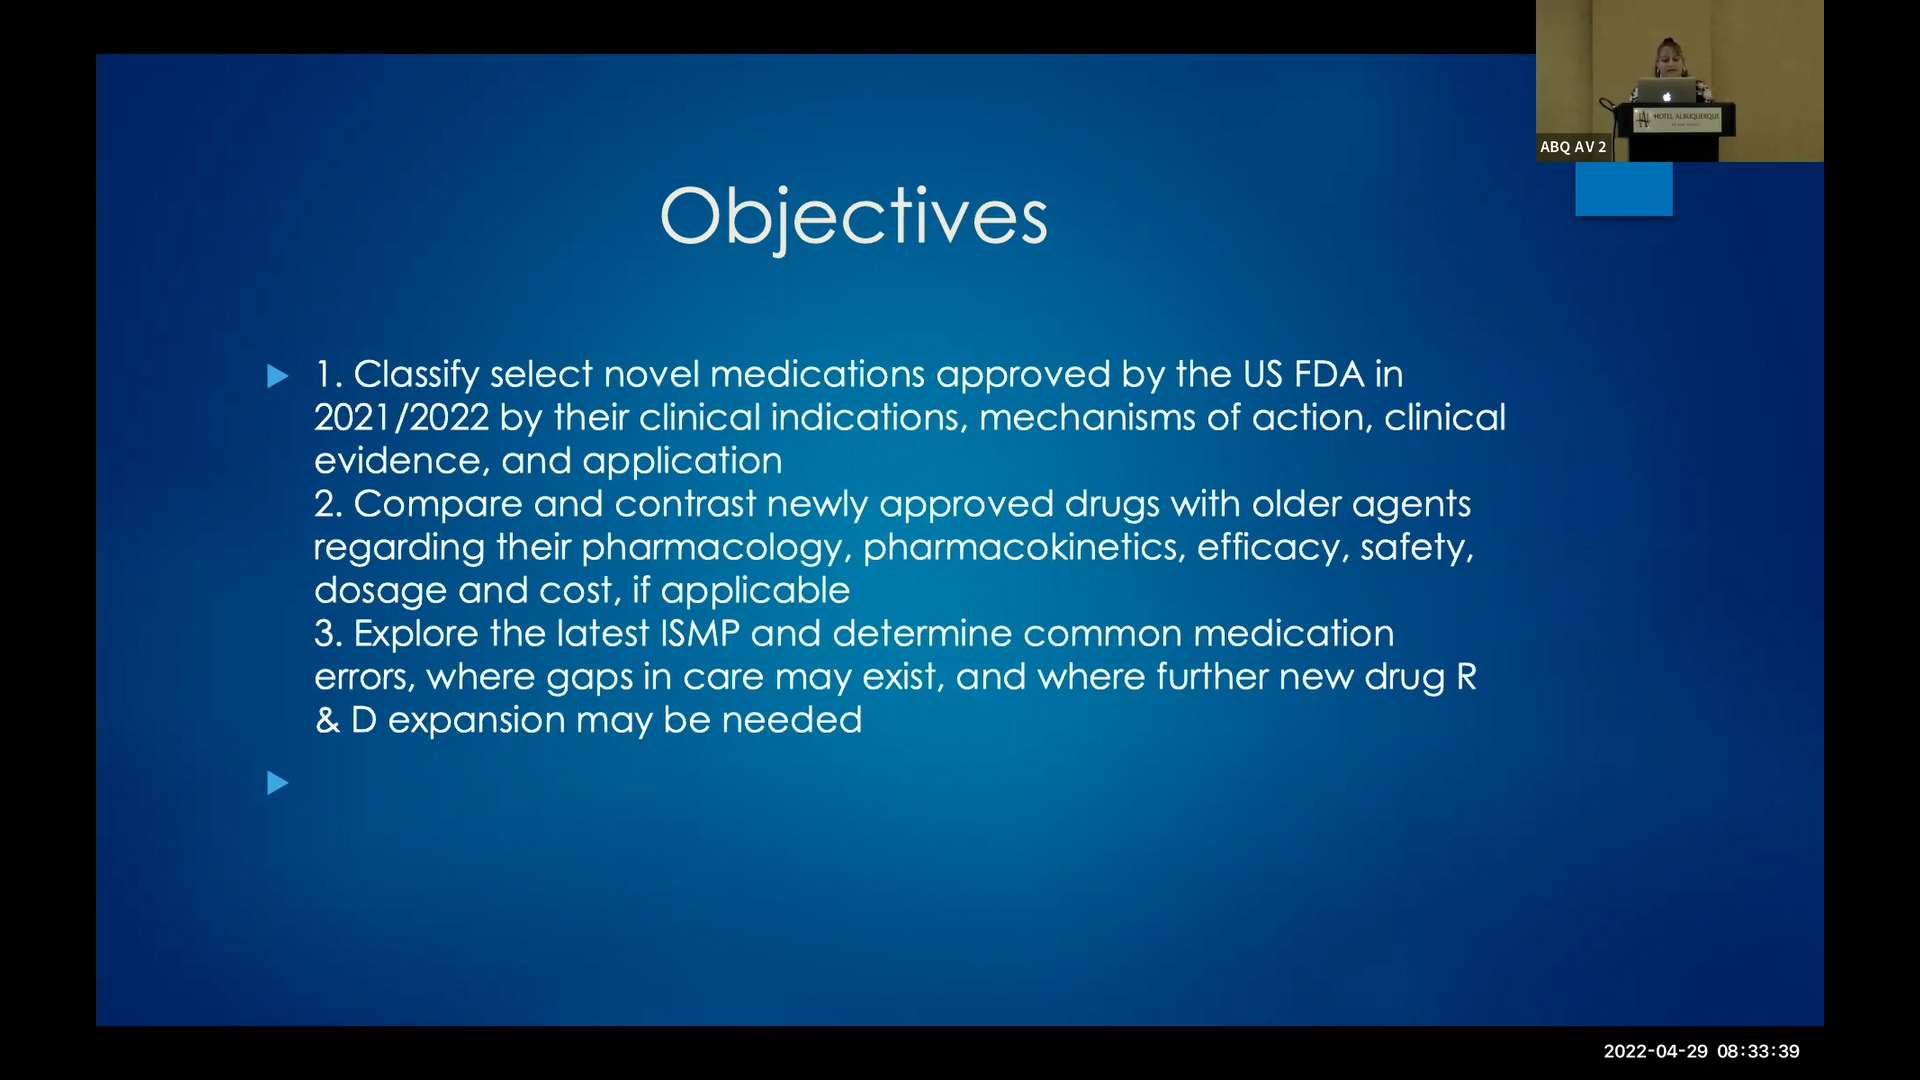 HOTEL ALBUQUERQUE
ABQ AV 2
Objectives
1. Classify select novel medications approved by the US FDA in
2021/2022 by their clinical indications, mechanisms of action, clinical
evidence, and application
2. Compare and contrast newly approved drugs with older agents
regarding their pharmacology, pharmacokinetics, efficacy, safety,
dosage and cost, if applicable
3. Explore the latest ISMP and determine common medication
errors, where gaps in care may exist, and where further new drug R
& D expansion may be needed
2022-04-29 08:33:39